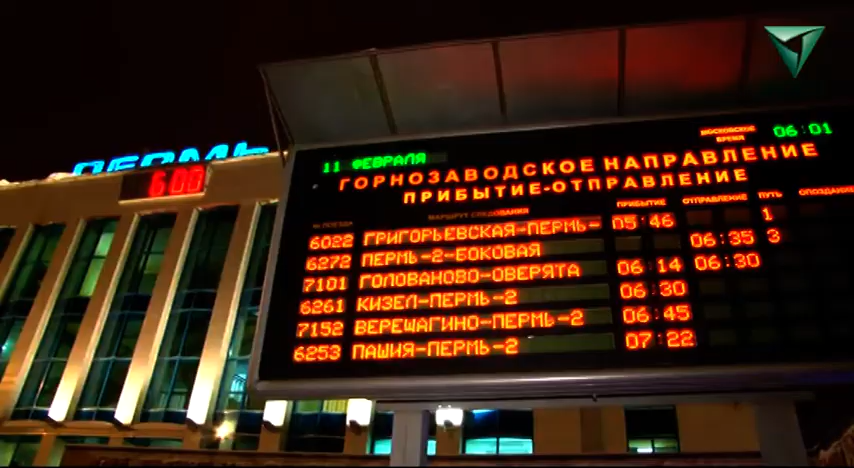 ПЕРМЬ
6:00
МОСКОВСКОЕ ВРЕМЯ
06:01
11 ФЕВРАЛЯ
ГОРНОЗАВОДСКОЕ НАПРАВЛЕНИЕ
ПРИБЫТИЕ-ОТПРАВЛЕНИЕ
№ ПОЕЗДА МАРШРУТ СЛЕДОВАНИЯ ПРИБЫТИЕ ОТПРАВЛЕНИЕ ПУТЬ ОПОЗДАНИЕ
6022 ГРИГОРЬЕВСКАЯ-ПЕРМЬ- 05:46 1
6272 ПЕРМЬ-2-БОКОВАЯ 06:35 3
7101 ГОЛОВАНОВО-ОВЕРЯТА 06:14 06:30
6261 КИЗЕЛ-ПЕРМЬ-2 06:30
7152 ВЕРЕЩАГИНО-ПЕРМЬ-2 06:45
6253 ПАШИЯ-ПЕРМЬ-2 07:22